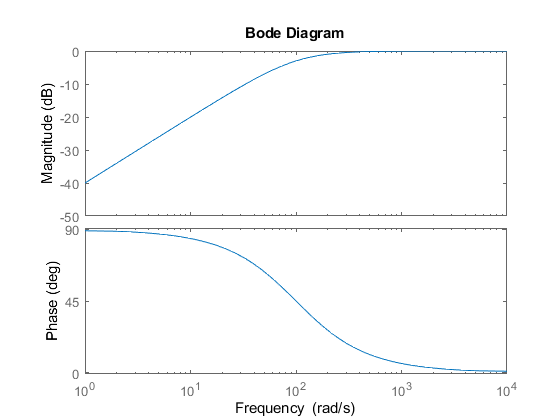 Bode Diagram
Magnitude (dB)
0
-10
-20
-30
-40
-50
Phase (deg)
90
45
0
10^0 10^1 10^2 10^3 10^4
Frequency (rad/s)